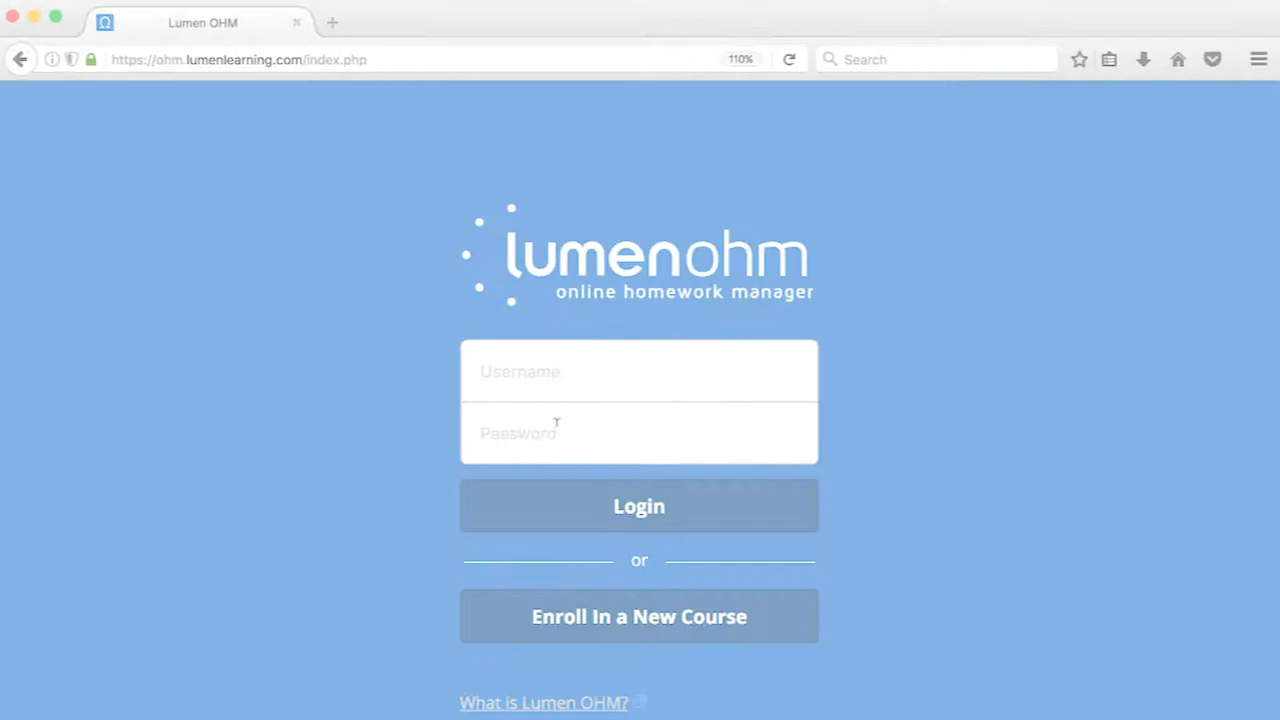 Lumen OHM
https://ohm.lumenlearning.com/index.php
110%
Search
lumenohm
online homework manager
Username
Password
Login
or
Enroll In a New Course
What is Lumen OHM?